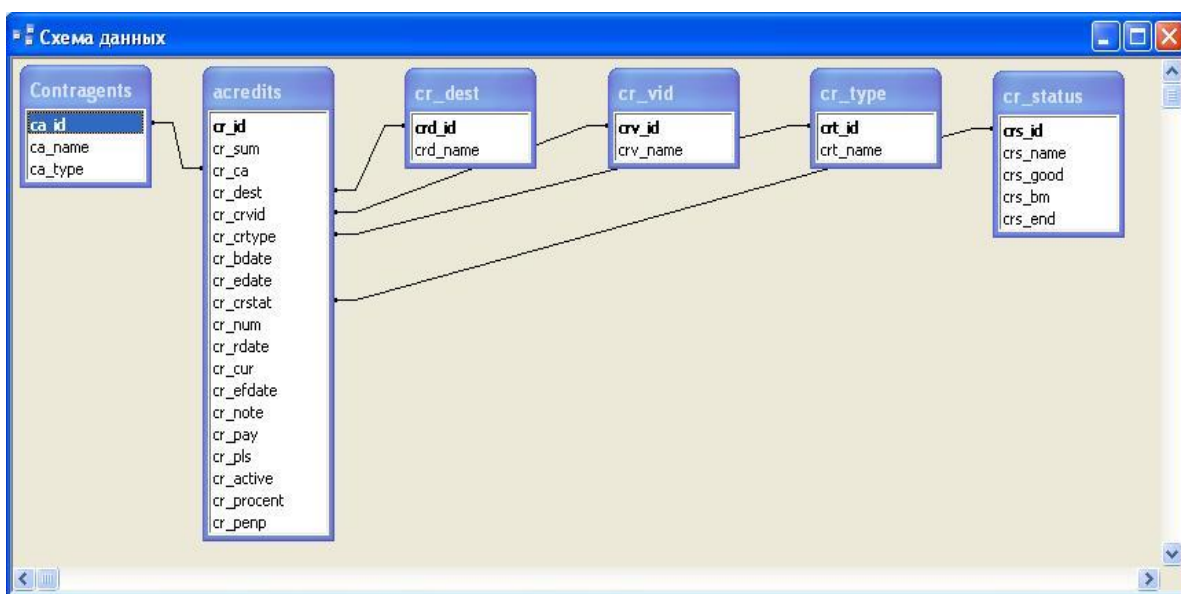 Схема данных
Contragents
ca_id
ca_name
ca_type
acredits
cr_id
cr_sum
cr_ca
cr_dest
cr_crvid
cr_crtype
cr_bdate
cr_edate
cr_crstat
cr_num
cr_rdate
cr_cur
cr_efdate
cr_note
cr_pay
cr_pls
cr_active
cr_procent
cr_penp
cr_dest
crd_id
crd_name
cr_vid
crv_id
crv_name
cr_type
crt_id
crt_name
cr_status
crs_id
crs_name
crs_good
crs_bm
crs_end